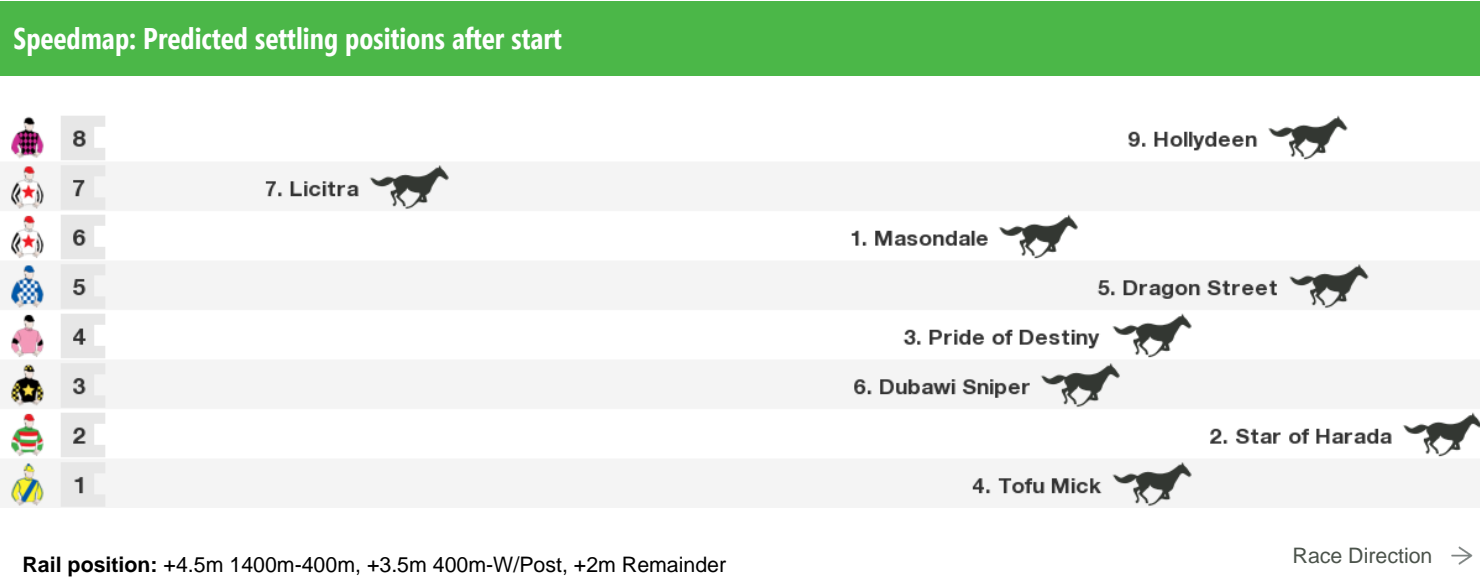 Speedmap: Predicted settling positions after start
8 9. Hollydeen
7 7. Licitra
6 1. Masondale
5 5. Dragon Street
4 3. Pride of Destiny
3 6. Dubawi Sniper
2 2. Star of Harada
1 4. Tofu Mick
Rail position: +4.5m 1400m-400m, +3.5m 400m-W/Post, +2m Remainder
Race Direction